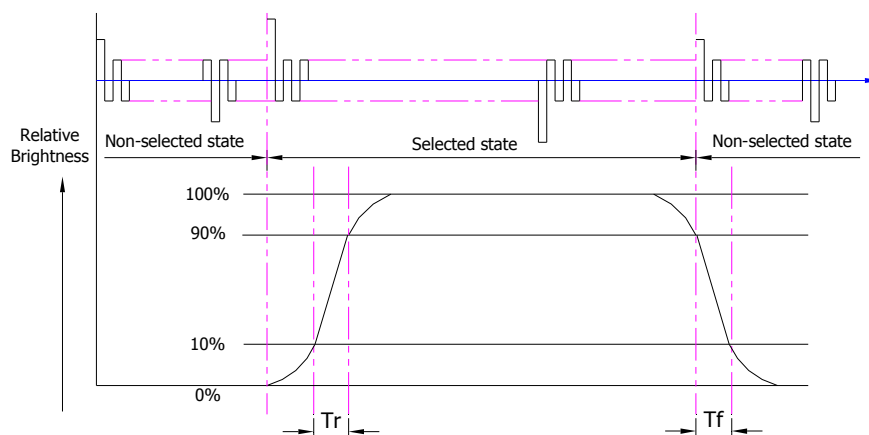 Relative
Brightness
Non-selected state
Selected state
Non-selected state
100%
90%
10%
0%
Tr
Tf